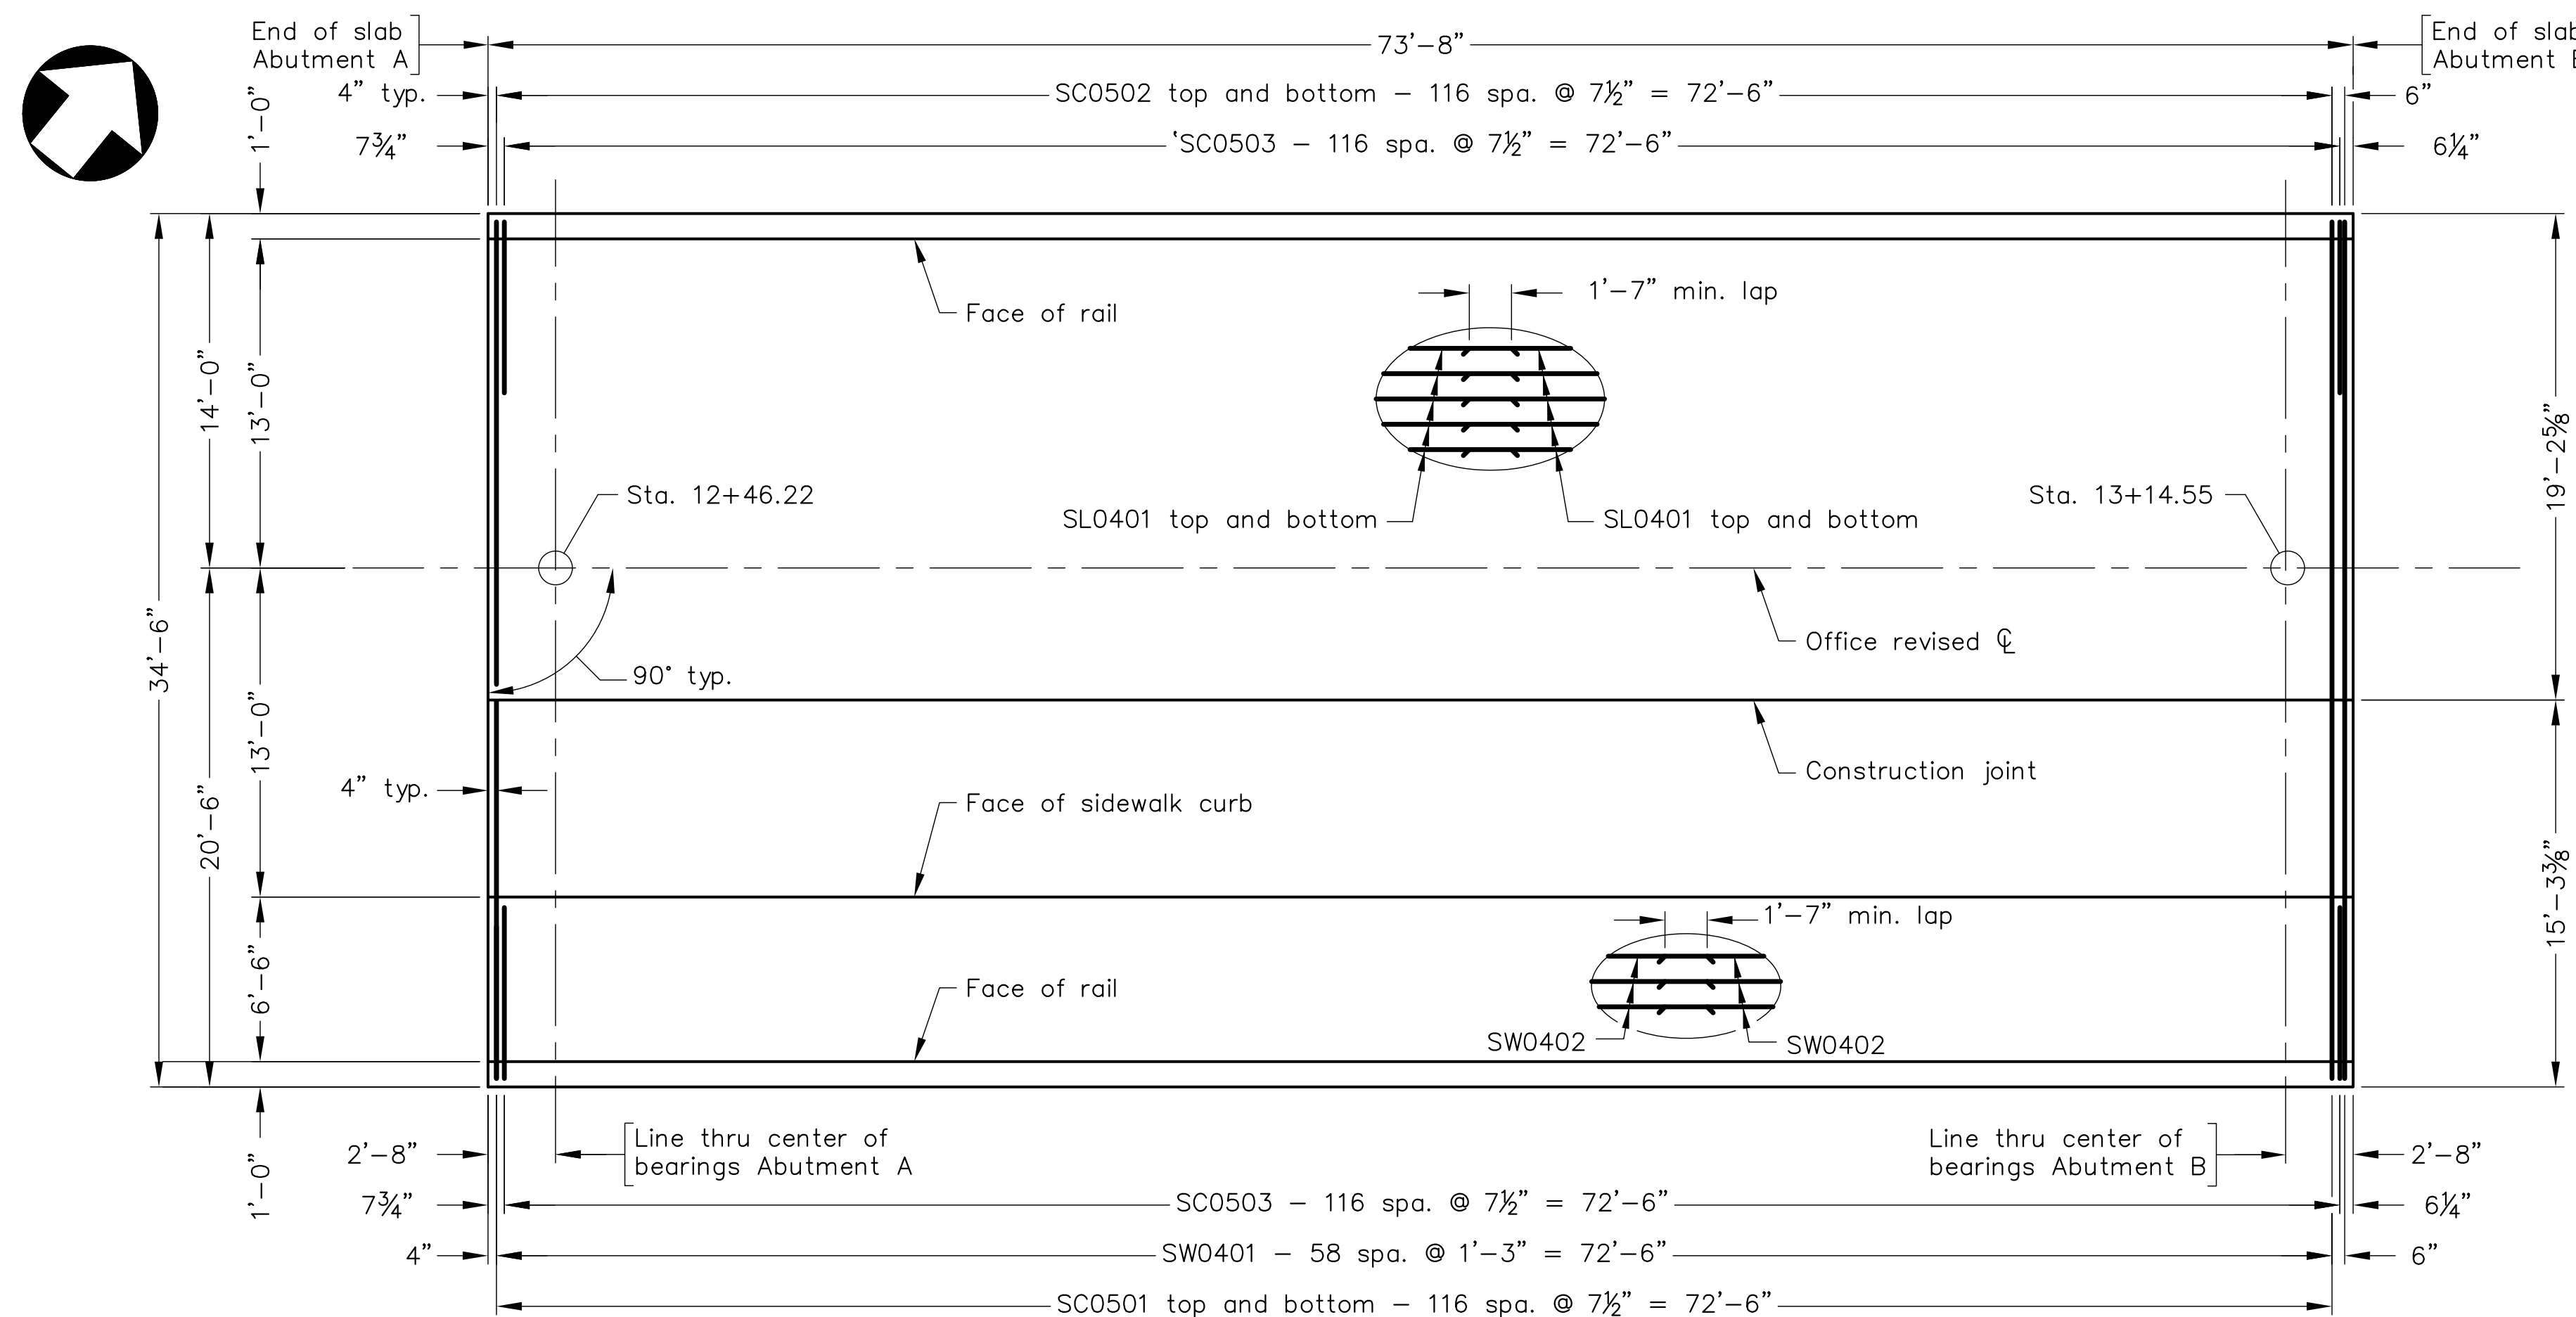 End of slab
Abutment A
73'-8"
End of slab
Abutment
4" typ.
SC0502 top and bottom - 116 spa. @ 7½" = 72'-6"
6"
7¾"
'SC0503 - 116 spa. @ 7½" = 72'-6"
6¼"
1'-0"
14'-0"
13'-0"
34'-6"
20'-6"
13'-0"
6'-6"
1'-0"
19'-2⅝"
15'-3⅜"
1'-7" min. lap
Face of rail
Sta. 12+46.22
SL0401 top and bottom
SL0401 top and bottom
Sta. 13+14.55
Office revised ℄
90° typ.
Construction joint
4" typ.
Face of sidewalk curb
1'-7" min. lap
Face of rail
SW0402
SW0402
2'-8"
Line thru center of
bearings Abutment A
Line thru center of
bearings Abutment B
2'-8"
7¾"
SC0503 - 116 spa. @ 7½" = 72'-6"
6¼"
4"
SW0401 - 58 spa. @ 1'-3" = 72'-6"
6"
SC0501 top and bottom - 116 spa. @ 7½" = 72'-6"